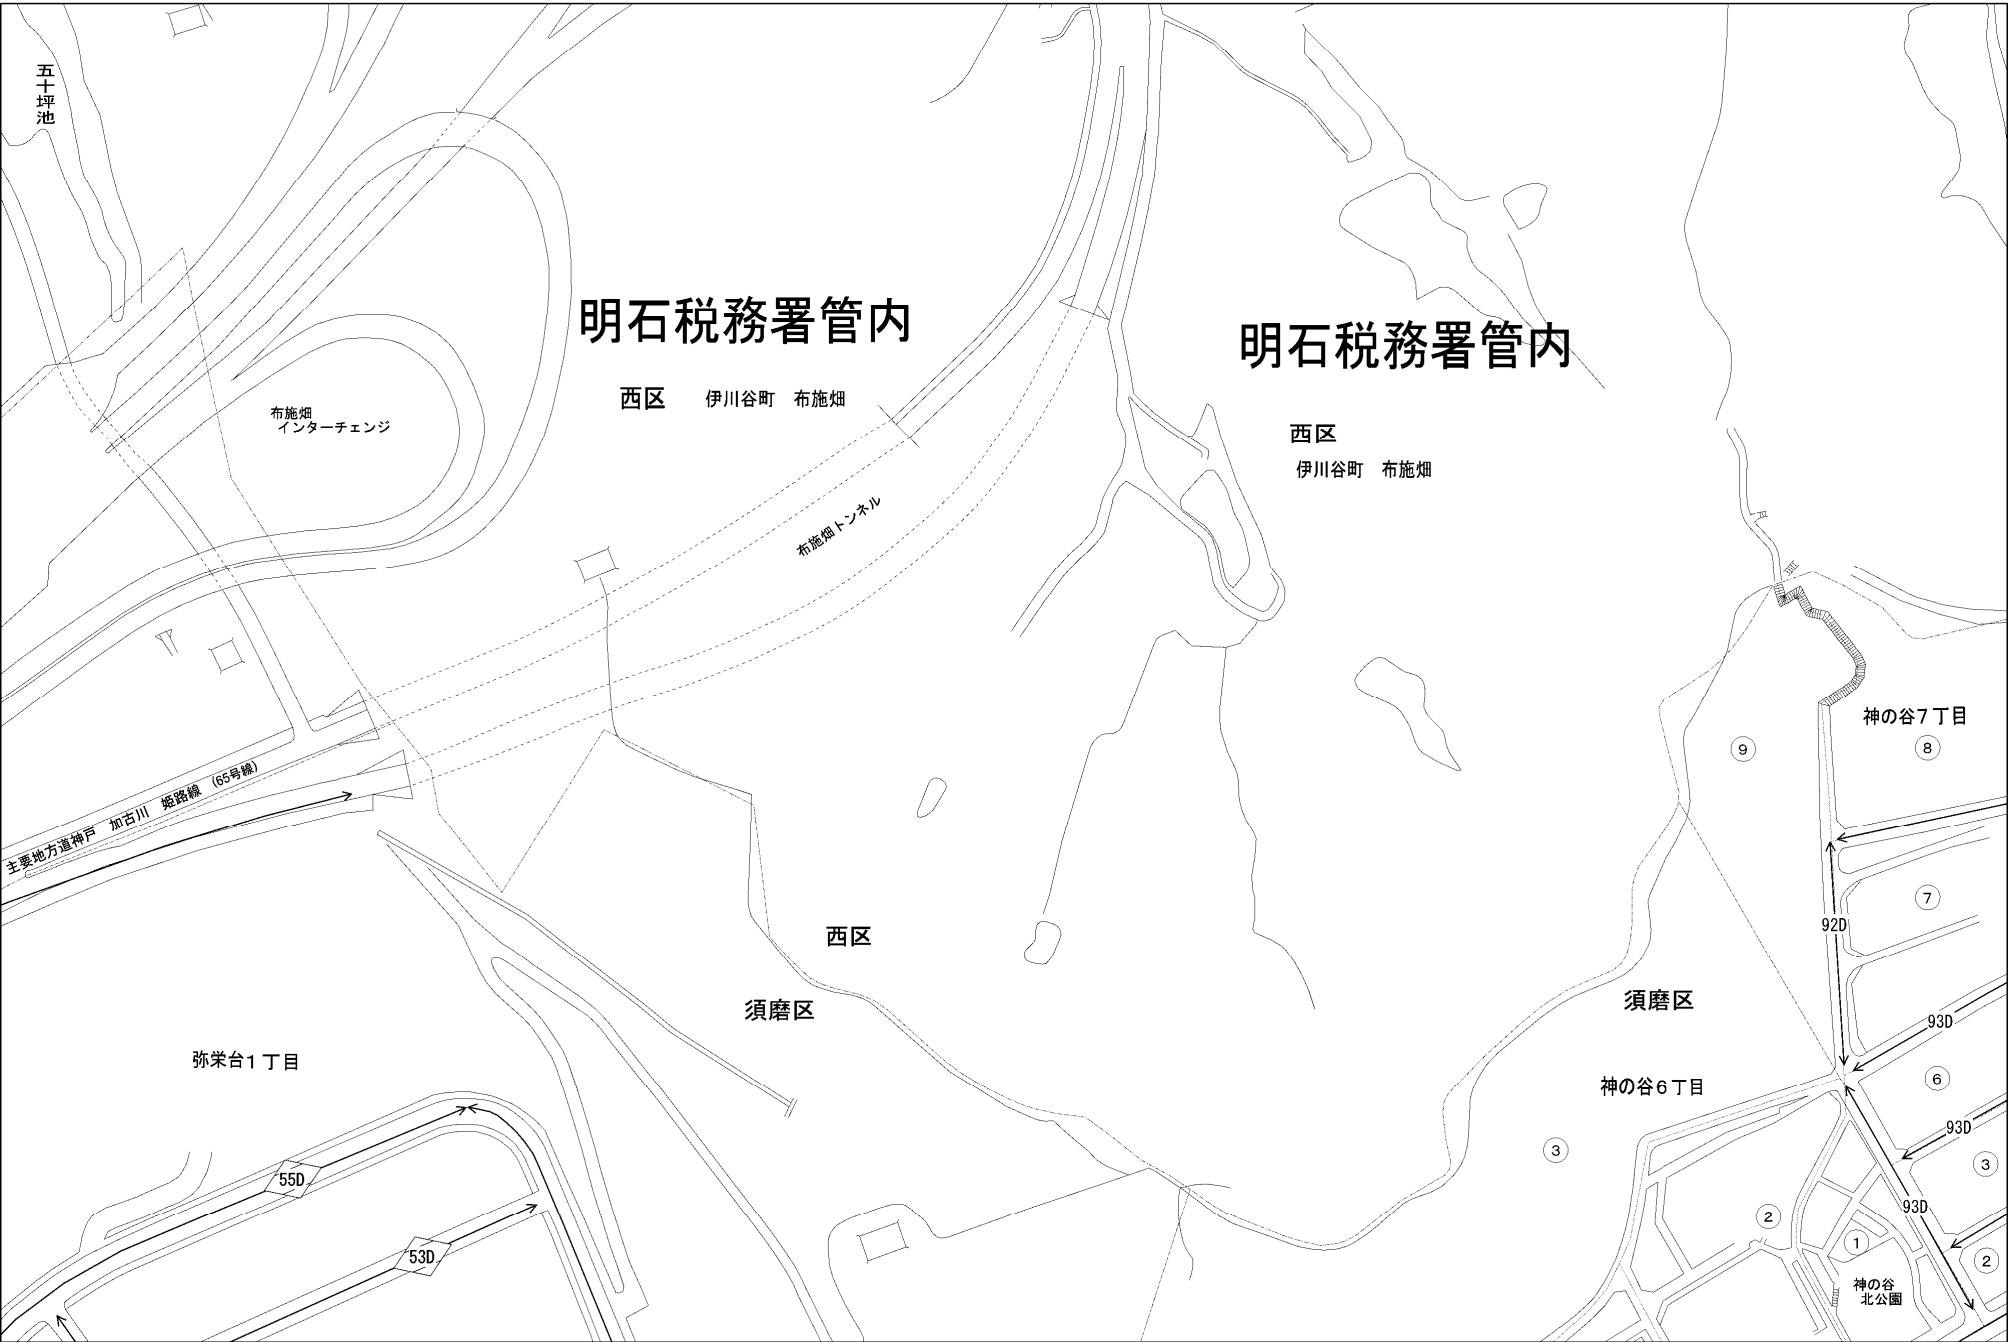 五十坪池
明石税務署管内
明石税務署管内
西区　伊川谷町　布施畑
布施畑
インターチェンジ
西区
伊川谷町　布施畑
布施畑トンネル
神の谷７丁目
9
8
主要地方道神戸　加古川　姫路線　(65号線)
7
92D
西区
須磨区
須磨区
93D
弥栄台１丁目
6
神の谷６丁目
93D
3
3
55D
93D
2
1
53D
2
神の谷
北公園